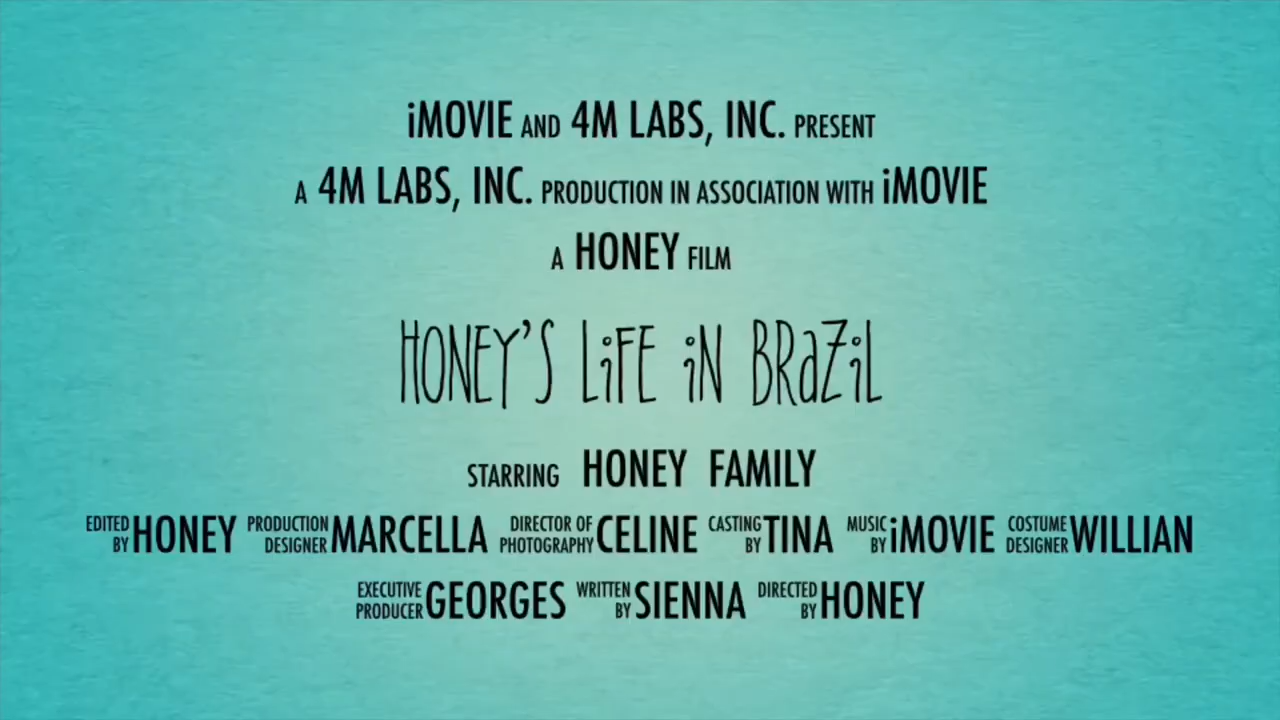 iMOVIE AND 4M LABS, INC. PRESENT
A 4M LABS, INC. PRODUCTION IN ASSOCIATION WITH iMOVIE
A HONEY FILM
HONEY'S LiFE iN BRaZiL
STARRING HONEY FAMILY
EDITED BY HONEY PRODUCTION DESIGNER MARCELLA DIRECTOR OF PHOTOGRAPHY CELINE CASTING BY TINA MUSIC BY iMOVIE COSTUME DESIGNER WILLIAN
EXECUTIVE PRODUCER GEORGES WRITTEN BY SIENNA DIRECTED BY HONEY